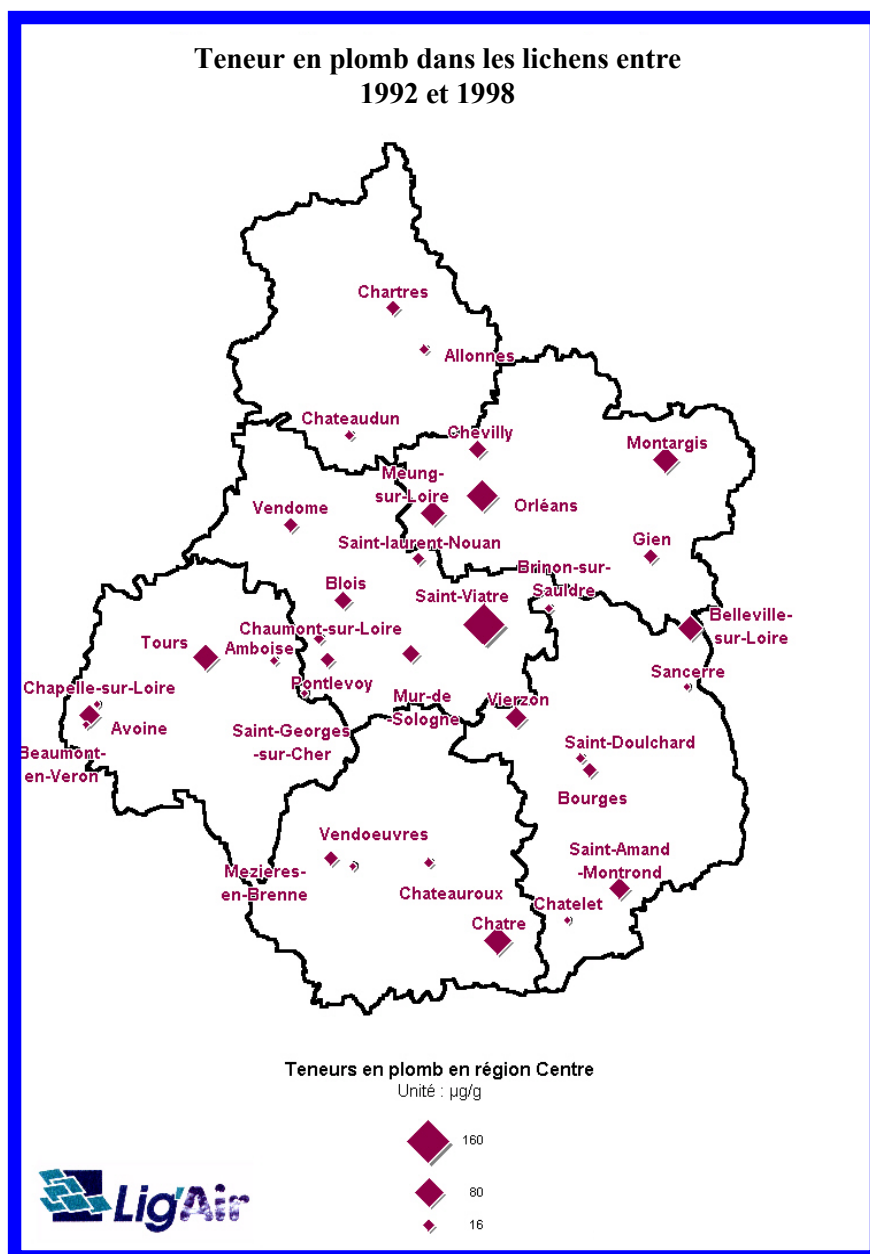 Teneur en plomb dans les lichens entre
1992 et 1998
Chartres
Allonnes
Chateaudun
Chevilly
Montargis
Meung-
sur-Loire
Orléans
Vendome
Saint-laurent-Nouan
Gien
Brinon-sur-
Sauldre
Blois
Saint-Viatre
Belleville-
sur-Loire
Chaumont-sur-Loire
Tours
Amboise
Sancerre
Chapelle-sur-Loire
Pontlevoy
Mur-de
-Sologne
Vierzon
Avoine
Saint-Georges
-sur-Cher
Beaumont-
en-Veron
Saint-Doulchard
Bourges
Vendoeuvres
Saint-Amand
-Montrond
Mezieres-
en-Brenne
Chateauroux
Chatelet
Chatre
Teneurs en plomb en région Centre
Unité : µg/g
160
80
16
Lig'Air